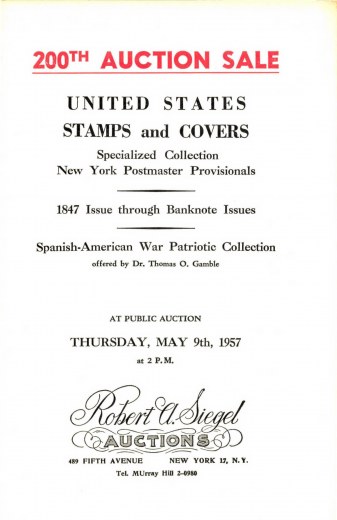 200TH AUCTION SALE
UNITED STATES
STAMPS and COVERS
Specialized Collection
New York Postmaster Provisionals
1847 Issue through Banknote Issues
Spanish-American War Patriotic Collection
offered by Dr. Thomas O. Gamble
AT PUBLIC AUCTION
THURSDAY, MAY 9th, 1957
at 2 P.M.
Robert A. Siegel
AUCTIONS
489 FIFTH AVENUE NEW YORK 17, N.Y.
Tel. MUrray Hill 2-0980